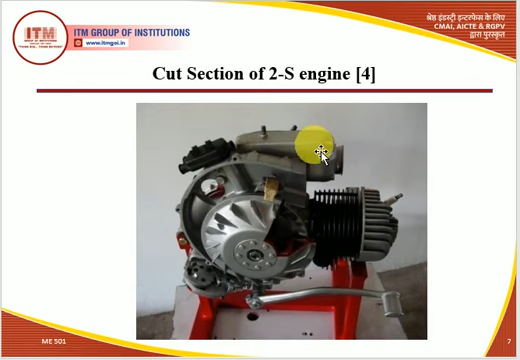 ITM GROUP OF INSTITUTIONS
www.itmgoi.in
श्रेष्ठ इंडस्ट्री इन्टरफेस के लिए
CMAI, AICTE & RGPV
द्वारा पुरस्कृत
ITM
Cut Section of 2-S engine [4]
ME 501
7